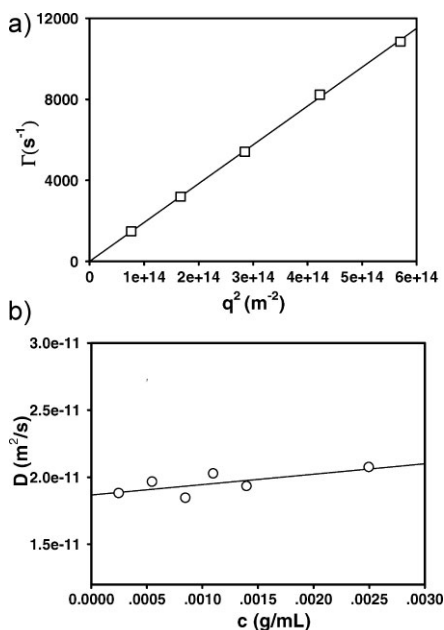 a)
12000
8000
4000
0
Γ(s⁻¹)
0 1e+14 2e+14 3e+14 4e+14 5e+14 6e+14
q² (m⁻²)
b)
3.0e-11
2.5e-11
2.0e-11
1.5e-11
D (m²/s)
0.0000 .0005 .0010 .0015 .0020 .0025 .0030
c (g/mL)